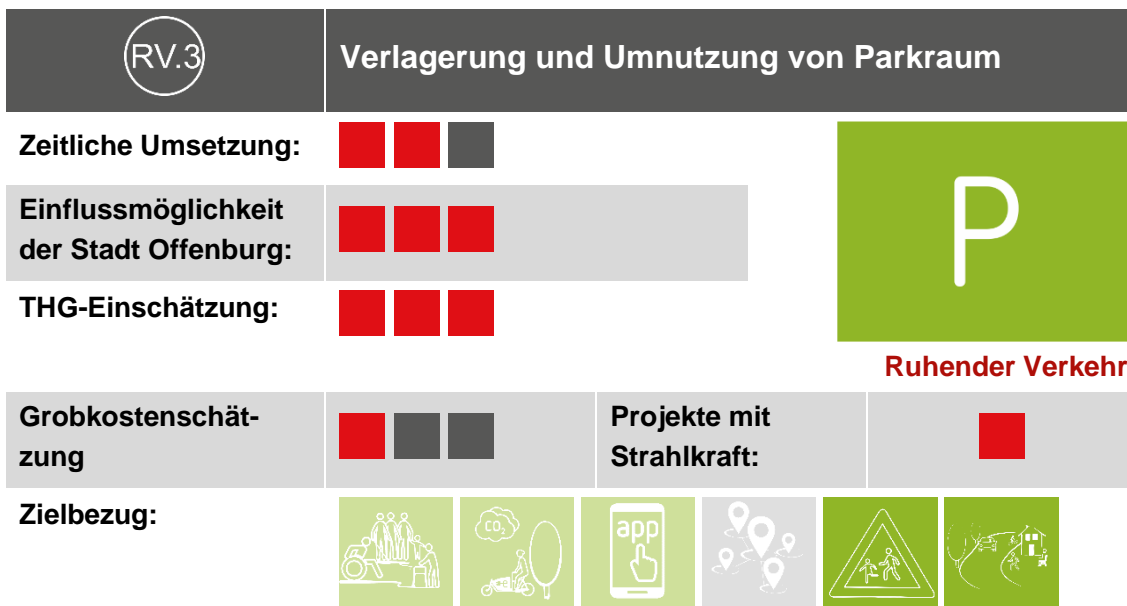 RV.3
Verlagerung und Umnutzung von Parkraum
Zeitliche Umsetzung:
P
Einflussmöglichkeit
der Stadt Offenburg:
THG-Einschätzung:
Ruhender Verkehr
Grobkostenschät-
zung
Projekte mit
Strahlkraft:
Zielbezug:
CO₂
E
app